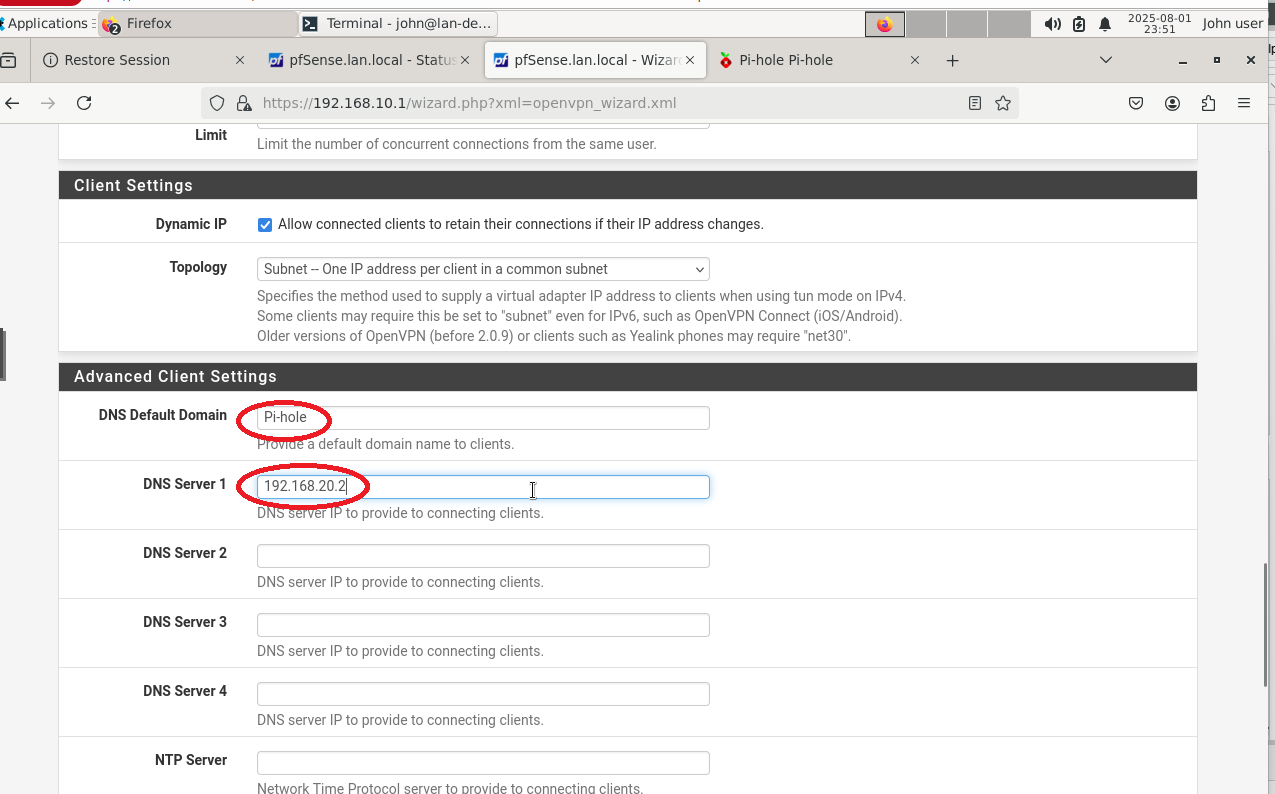 Applications
2
Firefox
Terminal - john@lan-de...
2025-08-01
23:51
John user
Restore Session
pfSense.lan.local - Status
pfSense.lan.local - Wizar
Pi-hole Pi-hole
https://192.168.10.1/wizard.php?xml=openvpn_wizard.xml
Limit
Limit the number of concurrent connections from the same user.
Client Settings
Dynamic IP
Allow connected clients to retain their connections if their IP address changes.
Topology
Subnet -- One IP address per client in a common subnet
Specifies the method used to supply a virtual adapter IP address to clients when using tun mode on IPv4.
Some clients may require this be set to "subnet" even for IPv6, such as OpenVPN Connect (iOS/Android).
Older versions of OpenVPN (before 2.0.9) or clients such as Yealink phones may require "net30".
Advanced Client Settings
DNS Default Domain
Pi-hole
Provide a default domain name to clients.
DNS Server 1
192.168.20.2
DNS server IP to provide to connecting clients.
DNS Server 2
DNS server IP to provide to connecting clients.
DNS Server 3
DNS server IP to provide to connecting clients.
DNS Server 4
DNS server IP to provide to connecting clients.
NTP Server
Network Time Protocol server to provide to connecting clients.